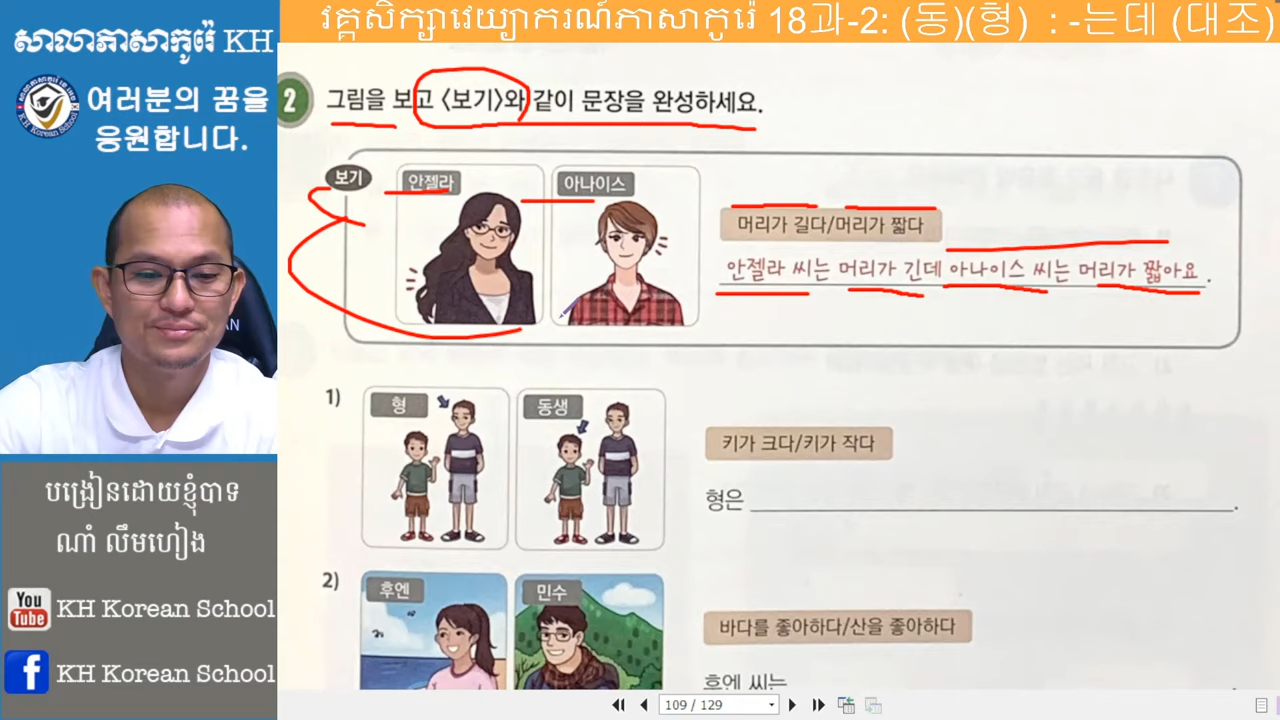 វគ្គសិក្សាវេយ្យាករណ៍ភាសាកូរ៉េ 18과-2: (동)(형) : -는데 (대조)
សាលាភាសាកូរ៉េ KH
여러분의 꿈을
응원합니다.
2 그림을 보고 〈보기〉와 같이 문장을 완성하세요.
보기
안젤라
아나이스
머리가 길다/머리가 짧다
안젤라 씨는 머리가 긴데 아나이스 씨는 머리가 짧아요.
1)
형
동생
키가 크다/키가 작다
형은
2)
후엔
민수
바다를 좋아하다/산을 좋아하다
후엔 씨는
បង្រៀនដោយខ្ញុំបាទ
ណាំ លឹមហៀង
You Tube KH Korean School
f KH Korean School
109 / 129